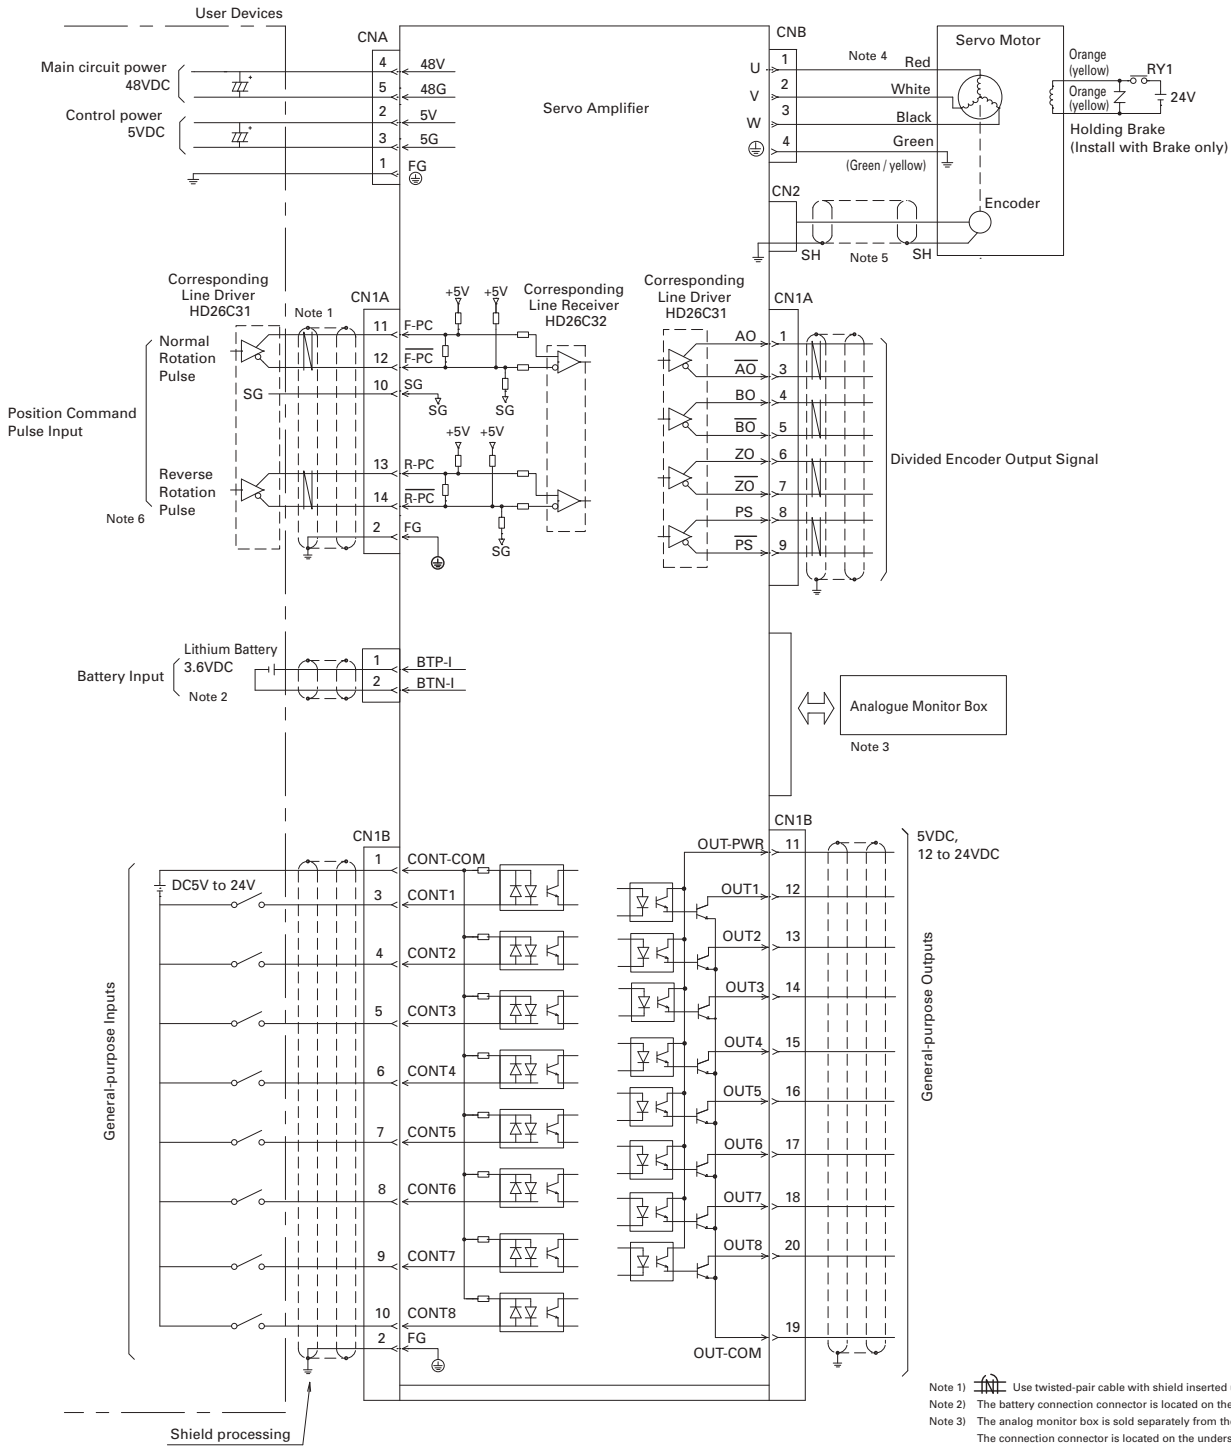 User Devices
CNA
Main circuit power
48VDC
Control power
5VDC
4 48V
5 48G
2 5V
3 5G
1 FG
Servo Amplifier
CNB
U 1 Note 4 Red
V 2 White
W 3 Black
4 Green
(Green / yellow)
Servo Motor
Orange
(yellow)
Orange
(yellow)
RY1
24V
Holding Brake
(Install with Brake only)
CN2
Encoder
SH Note 5 SH
Corresponding
Line Driver
HD26C31
Note 1
CN1A
Position Command
Pulse Input
Note 6
Normal
Rotation
Pulse
Reverse
Rotation
Pulse
SG
11 F-PC
12 F-PC
10 SG
13 R-PC
14 R-PC
2 FG
+5V +5V
SG SG
+5V +5V
SG
Corresponding
Line Receiver
HD26C32
Corresponding
Line Driver
HD26C31
CN1A
AO 1
AO 3
BO 4
BO 5
ZO 6
ZO 7
PS 8
PS 9
Divided Encoder Output Signal
Battery Input
Lithium Battery
3.6VDC
Note 2
1 BTP-I
2 BTN-I
Analogue Monitor Box
Note 3
General-purpose Inputs
DC5V to 24V
CN1B
1 CONT-COM
3 CONT1
4 CONT2
5 CONT3
6 CONT4
7 CONT5
8 CONT6
9 CONT7
10 CONT8
2 FG
Shield processing
CN1B
OUT-PWR 11
OUT1 12
OUT2 13
OUT3 14
OUT4 15
OUT5 16
OUT6 17
OUT7 18
OUT8 20
19
OUT-COM
5VDC,
12 to 24VDC
General-purpose Outputs
Note 1) Use twisted-pair cable with shield inserted
Note 2) The battery connection connector is located on the
Note 3) The analog monitor box is sold separately from the
The connection connector is located on the unders